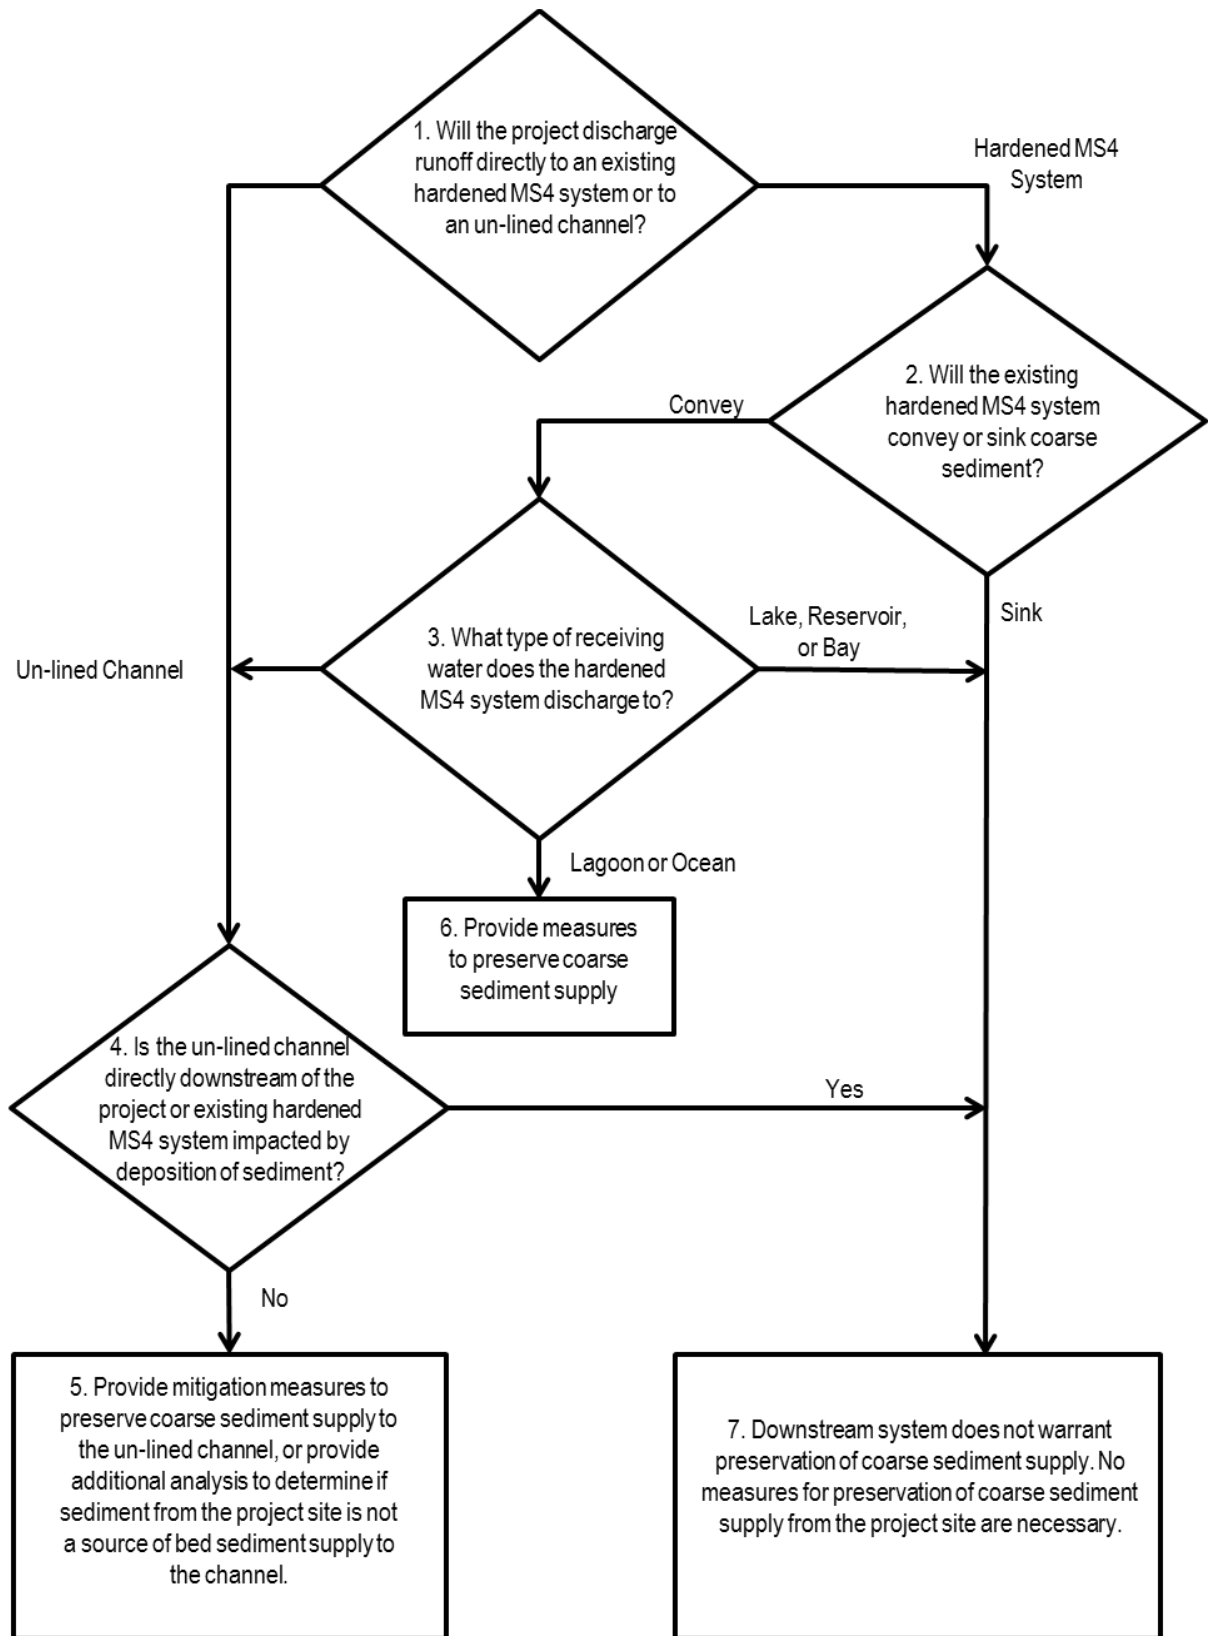 1. Will the project discharge
runoff directly to an existing
hardened MS4 system or to
an un-lined channel?
Hardened MS4
System
2. Will the existing
hardened MS4 system
convey or sink coarse
sediment?
Convey
Sink
3. What type of receiving
water does the hardened
MS4 system discharge to?
Lake, Reservoir,
or Bay
Un-lined Channel
Lagoon or Ocean
6. Provide measures
to preserve coarse
sediment supply
4. Is the un-lined channel
directly downstream of the
project or existing hardened
MS4 system impacted by
deposition of sediment?
Yes
No
5. Provide mitigation measures to
preserve coarse sediment supply to
the un-lined channel, or provide
additional analysis to determine if
sediment from the project site is not
a source of bed sediment supply to
the channel.
7. Downstream system does not warrant
preservation of coarse sediment supply. No
measures for preservation of coarse sediment
supply from the project site are necessary.